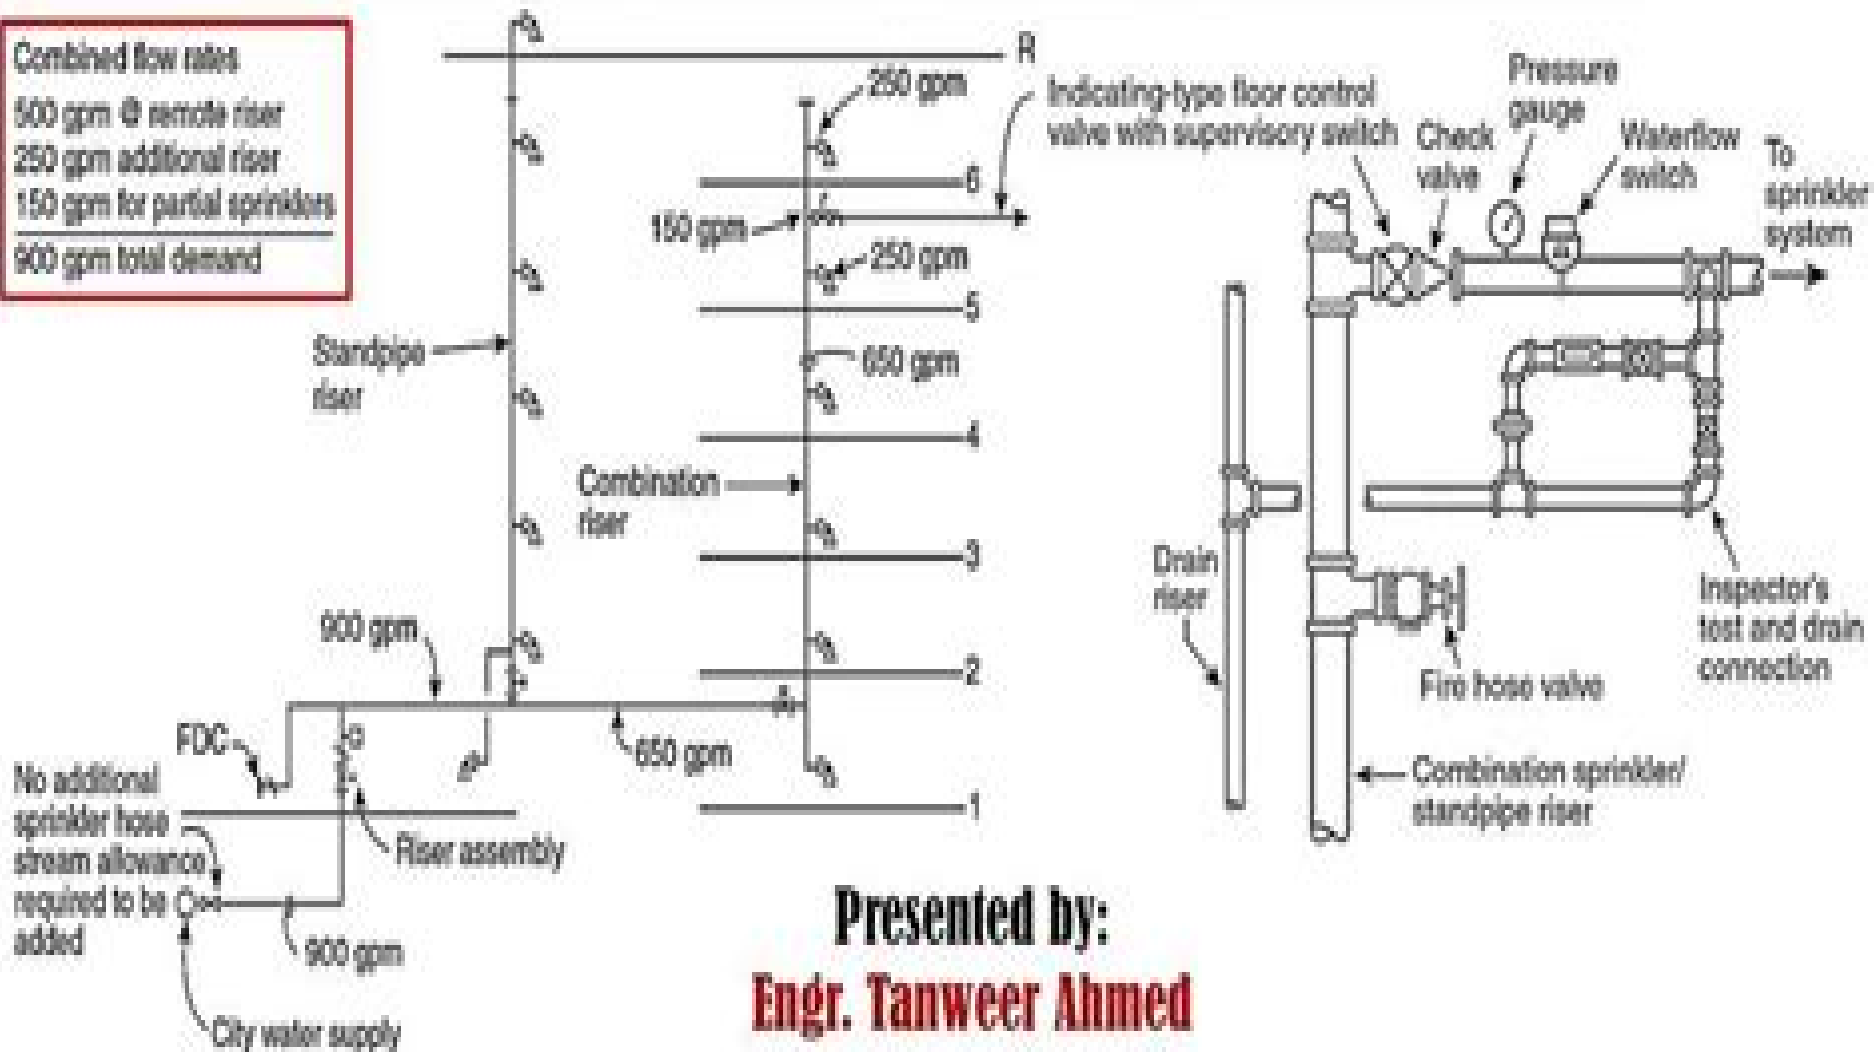 Combined flow rates
500 gpm @ remote riser
250 gpm additional riser
150 gpm for partial sprinklers
900 gpm total demand
R
250 gpm
6
150 gpm
250 gpm
5
650 gpm
4
3
2
1
Standpipe
riser
Combination
riser
900 gpm
650 gpm
FDC
No additional
sprinkler hose
stream allowance
required to be
added
Riser assembly
900 gpm
City water supply
Indicating-type floor control
valve with supervisory switch
Check
valve
Pressure
gauge
Waterflow
switch
To
sprinkler
system
Drain
riser
Inspector's
test and drain
connection
Fire hose valve
Combination sprinkler/
standpipe riser
Presented by:
Engr. Tanweer Ahmed